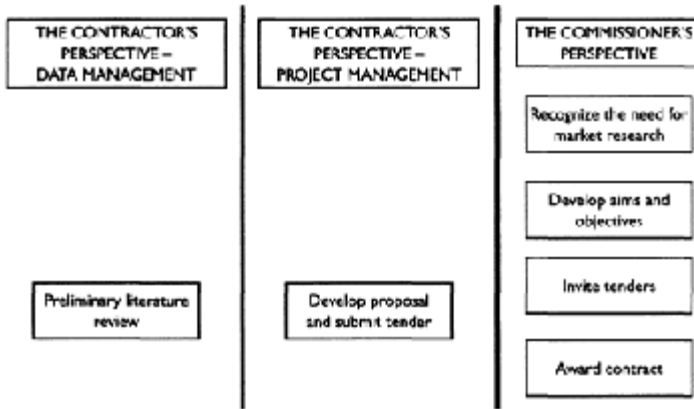 THE CONTRACTOR'S
PERSPECTIVE –
DATA MANAGEMENT
Preliminary literature
review
THE CONTRACTOR'S
PERSPECTIVE –
PROJECT MANAGEMENT
Develop proposal
and submit tender
THE COMMISSIONER'S
PERSPECTIVE
Recognize the need for
market research
Develop aims and
objectives
Invite tenders
Award contract